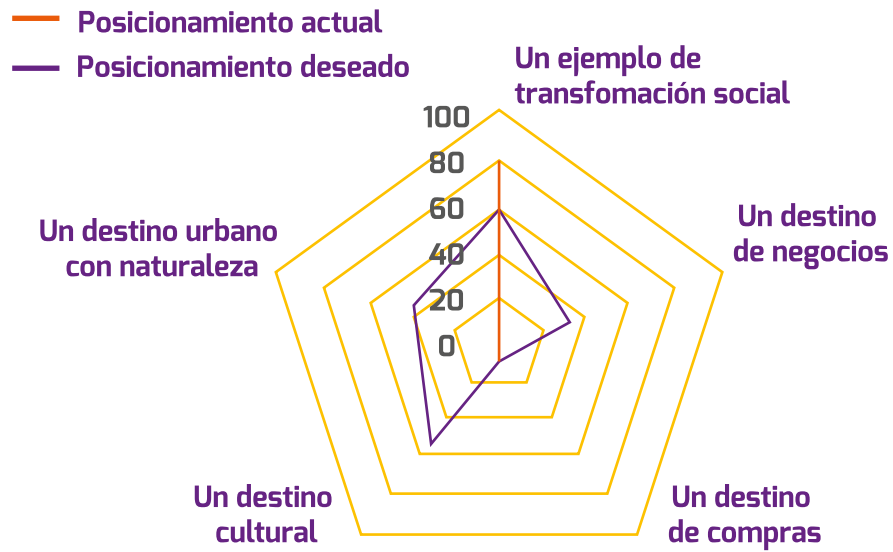 Posicionamiento actual
Posicionamiento deseado
Un ejemplo de
transfomación social
100
80
60
40
20
0
Un destino urbano
con naturaleza
Un destino
de negocios
Un destino
cultural
Un destino
de compras